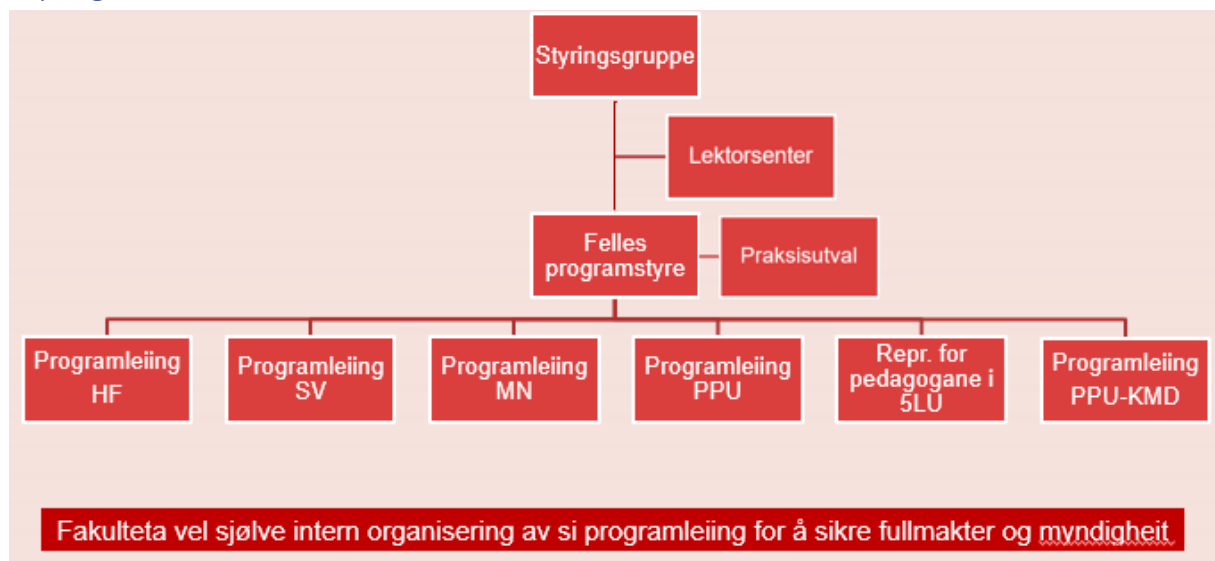 Styringsgruppe
Lektorsenter
Felles
programstyre
Praksisutval
Programleiing
HF
Programleiing
SV
Programleiing
MN
Programleiing
PPU
Repr. for
pedagogane i
5LU
Programleiing
PPU-KMD
Fakulteta vel sjølve intern organisering av si programleiing for å sikre fullmakter og myndigheit